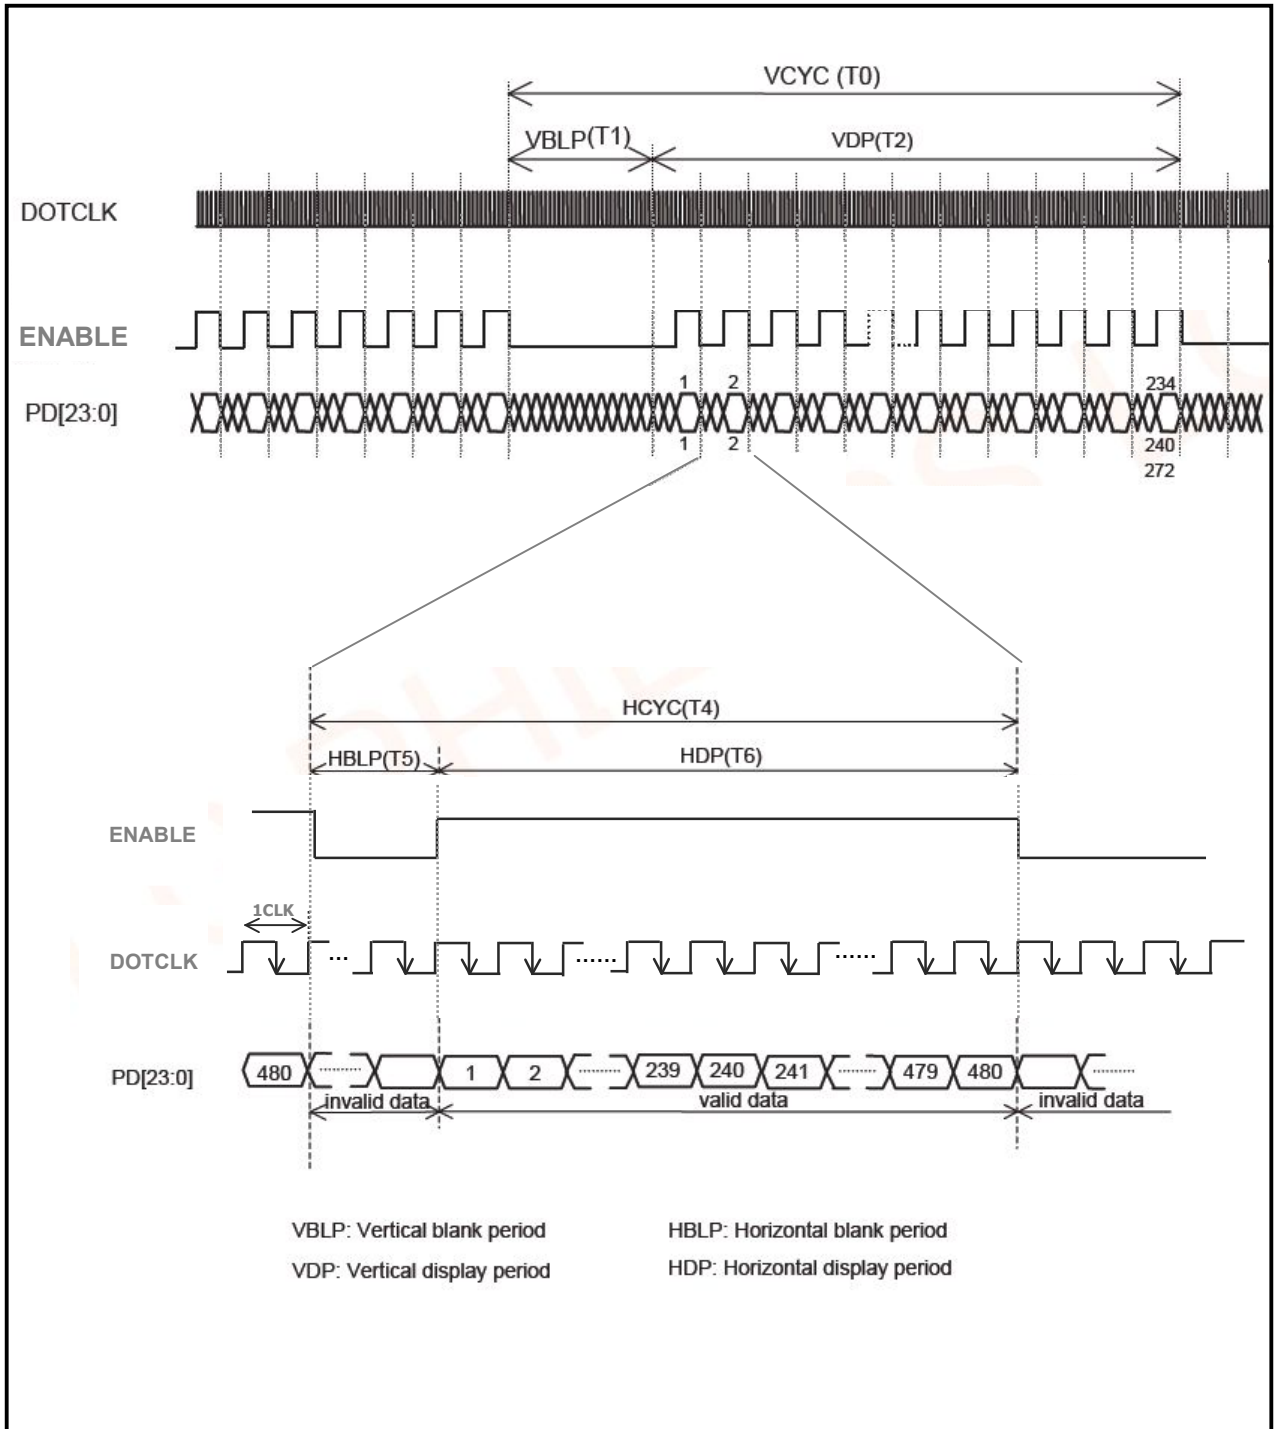 VCYC (T0)
VBLP(T1) VDP(T2)
DOTCLK
ENABLE
1 2 234
PD[23:0]
1 2 240
272
HCYC(T4)
HBLP(T5) HDP(T6)
ENABLE
1CLK
DOTCLK
PD[23:0] 480 1 2 239 240 241 479 480
invalid data valid data invalid data
VBLP: Vertical blank period HBLP: Horizontal blank period
VDP: Vertical display period HDP: Horizontal display period